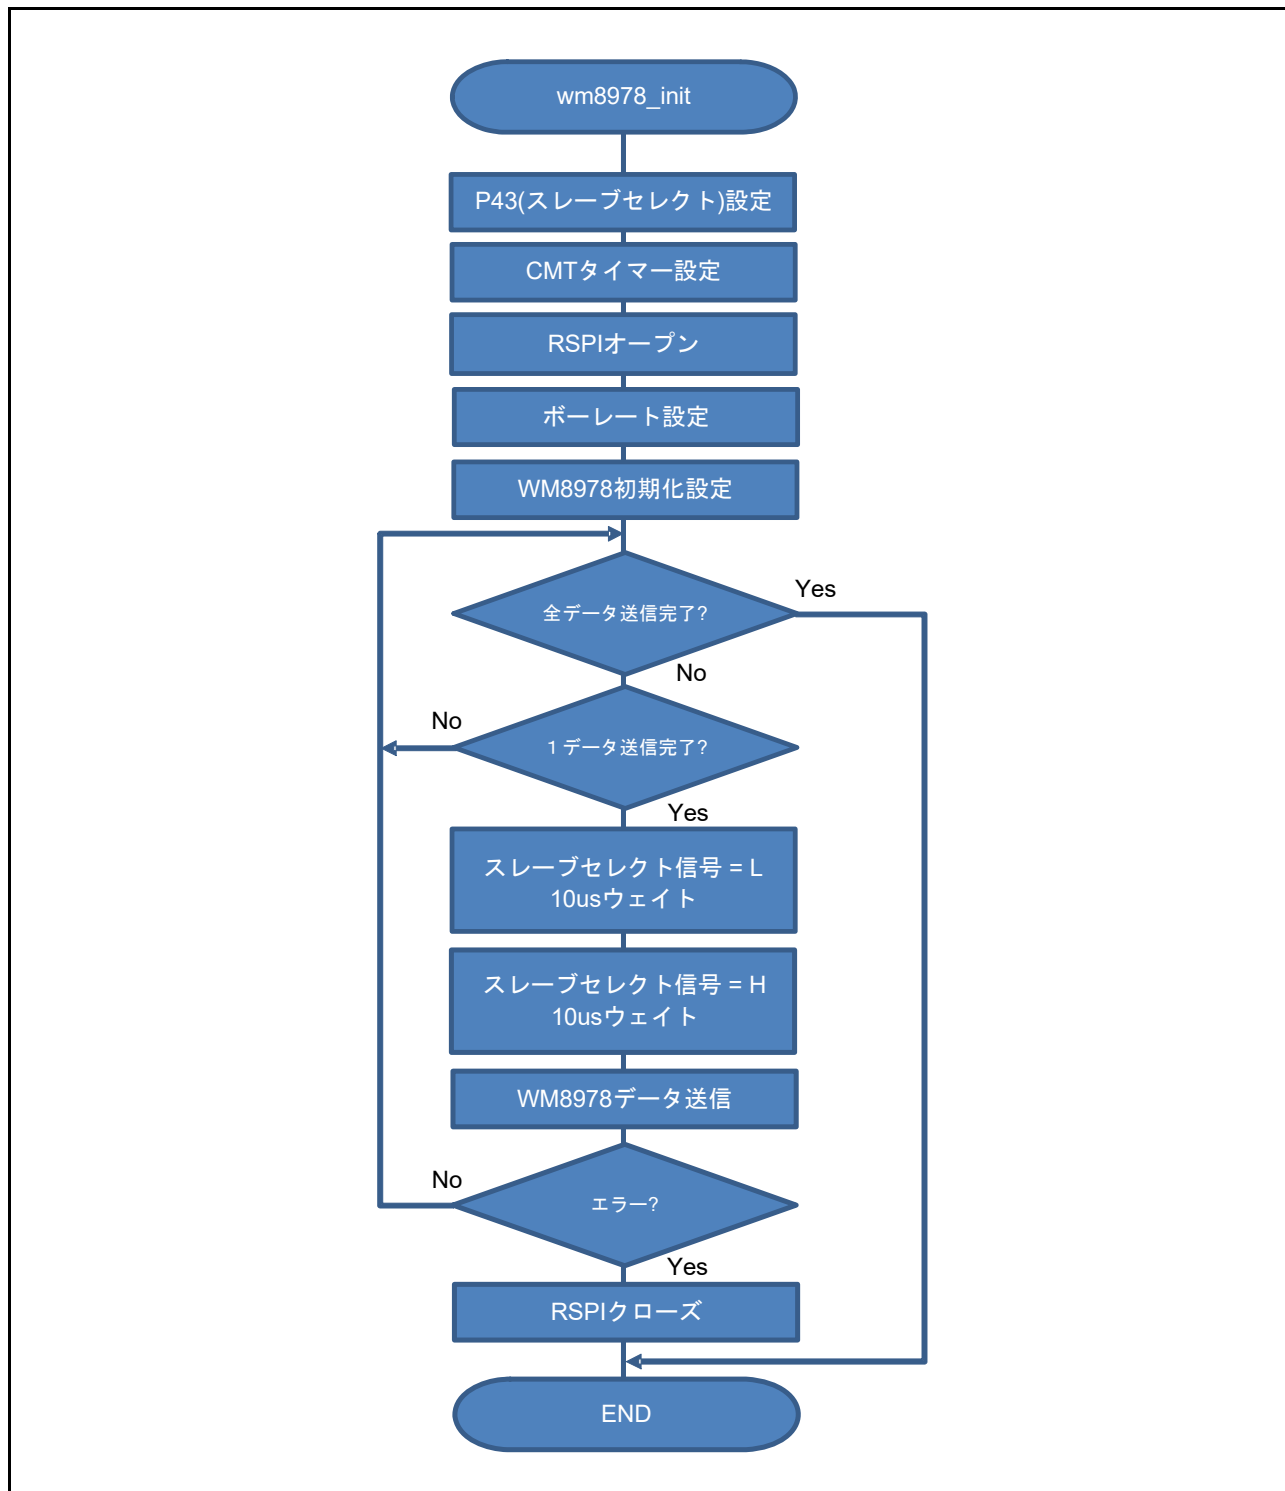 wm8978_init
P43(スレーブセレクト)設定
CMTタイマー設定
RSPIオープン
ボーレート設定
WM8978初期化設定
全データ送信完了?
Yes
No
１データ送信完了?
No
Yes
スレーブセレクト信号 = L
10usウェイト
スレーブセレクト信号 = H
10usウェイト
WM8978データ送信
エラー?
No
Yes
RSPIクローズ
END